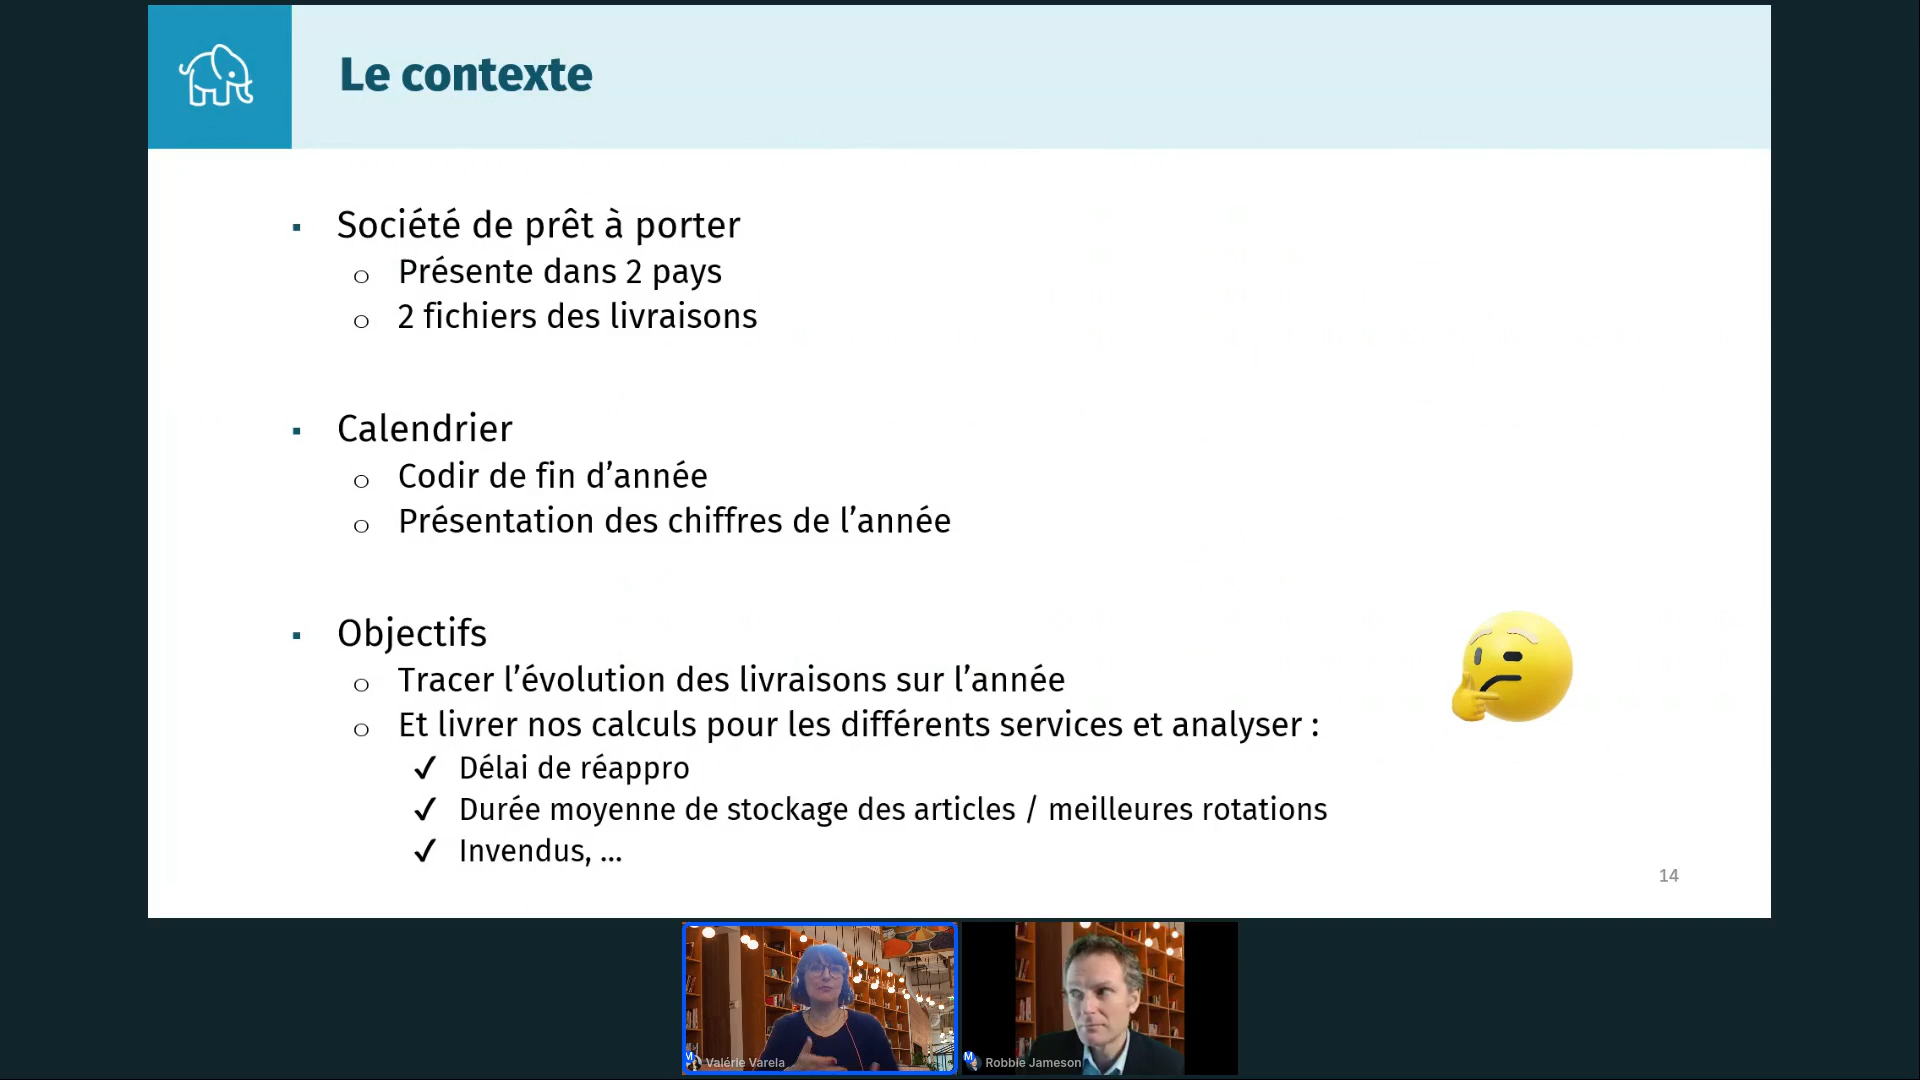 Le contexte
Société de prêt à porter
Présente dans 2 pays
2 fichiers des livraisons
Calendrier
Codir de fin d’année
Présentation des chiffres de l’année
Objectifs
Tracer l’évolution des livraisons sur l’année
Et livrer nos calculs pour les différents services et analyser :
Délai de réappro
Durée moyenne de stockage des articles / meilleures rotations
Invendus, ...
14
Valérie Varela
Robbie Jameson